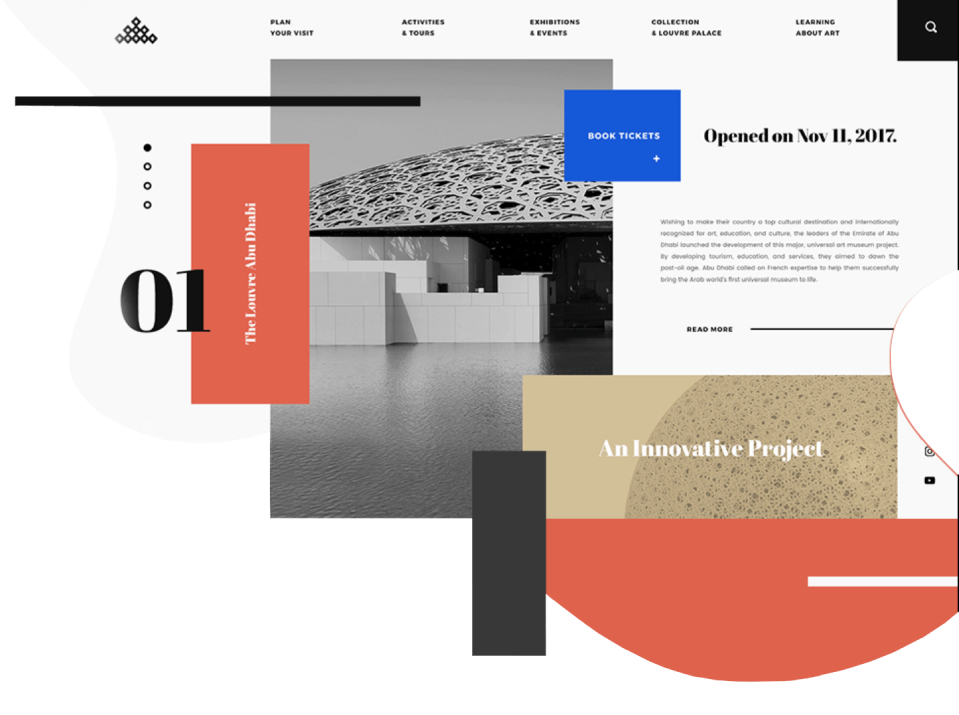 PLAN
YOUR VISIT
ACTIVITIES
& TOURS
EXHIBITIONS
& EVENTS
COLLECTION
& LOUVRE PALACE
LEARNING
ABOUT ART
BOOK TICKETS
+
Opened on Nov 11, 2017.
The Louvre Abu Dhabi
01
Wishing to make their country a top cultural destination and internationally
recognized for art, education, and culture, the leaders of the Emirate of Abu
Dhabi launched the development of this major, universal art museum project.
By developing tourism, education, and services, they aimed to dawn the
post-oil age. Abu Dhabi called on French expertise to help them successfully
bring the Arab world's first universal museum to life.
READ MORE
An Innovative Project